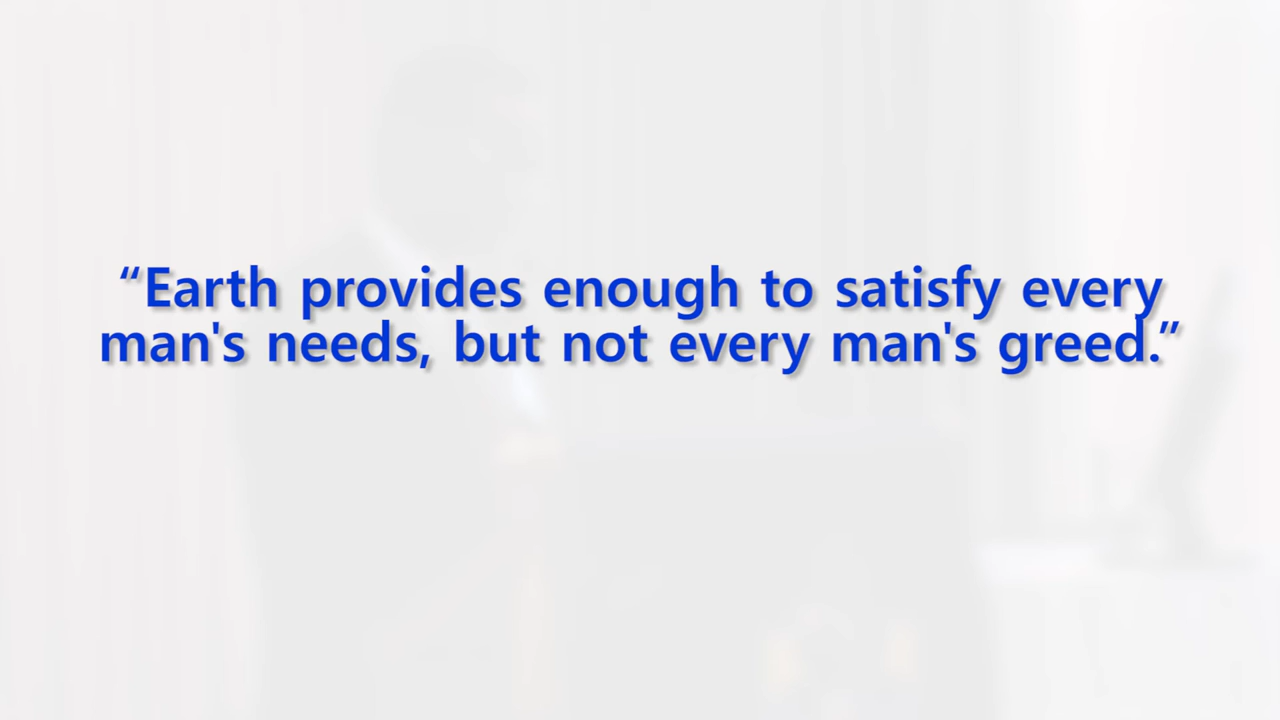 “Earth provides enough to satisfy every
man's needs, but not every man's greed.”